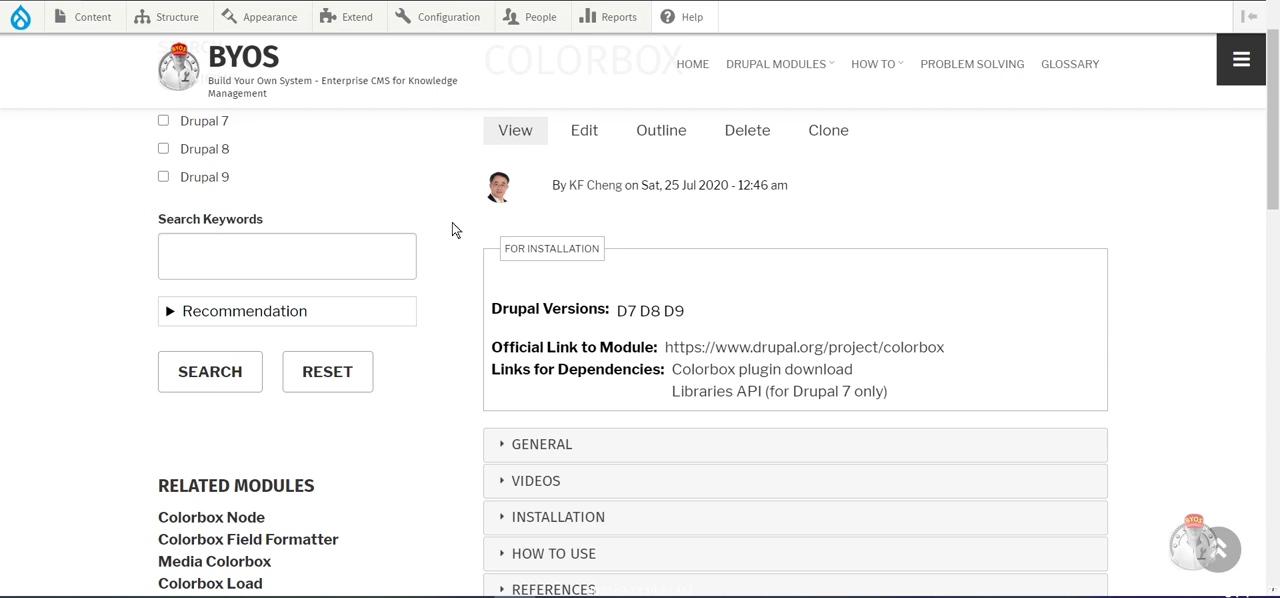 Content
Structure
Appearance
Extend
Configuration
People
Reports
Help
BYOS
BYOS
Build Your Own System - Enterprise CMS for Knowledge
Management
COLORBOX
HOME
DRUPAL MODULES
HOW TO
PROBLEM SOLVING
GLOSSARY
Drupal 7
Drupal 8
Drupal 9
Search Keywords
Recommendation
SEARCH
RESET
RELATED MODULES
Colorbox Node
Colorbox Field Formatter
Media Colorbox
Colorbox Load
View
Edit
Outline
Delete
Clone
By KF Cheng on Sat, 25 Jul 2020 - 12:46 am
FOR INSTALLATION
Drupal Versions: D7 D8 D9
Official Link to Module: https://www.drupal.org/project/colorbox
Links for Dependencies: Colorbox plugin download
Libraries API (for Drupal 7 only)
GENERAL
VIDEOS
INSTALLATION
HOW TO USE
REFERENCES
BYOS